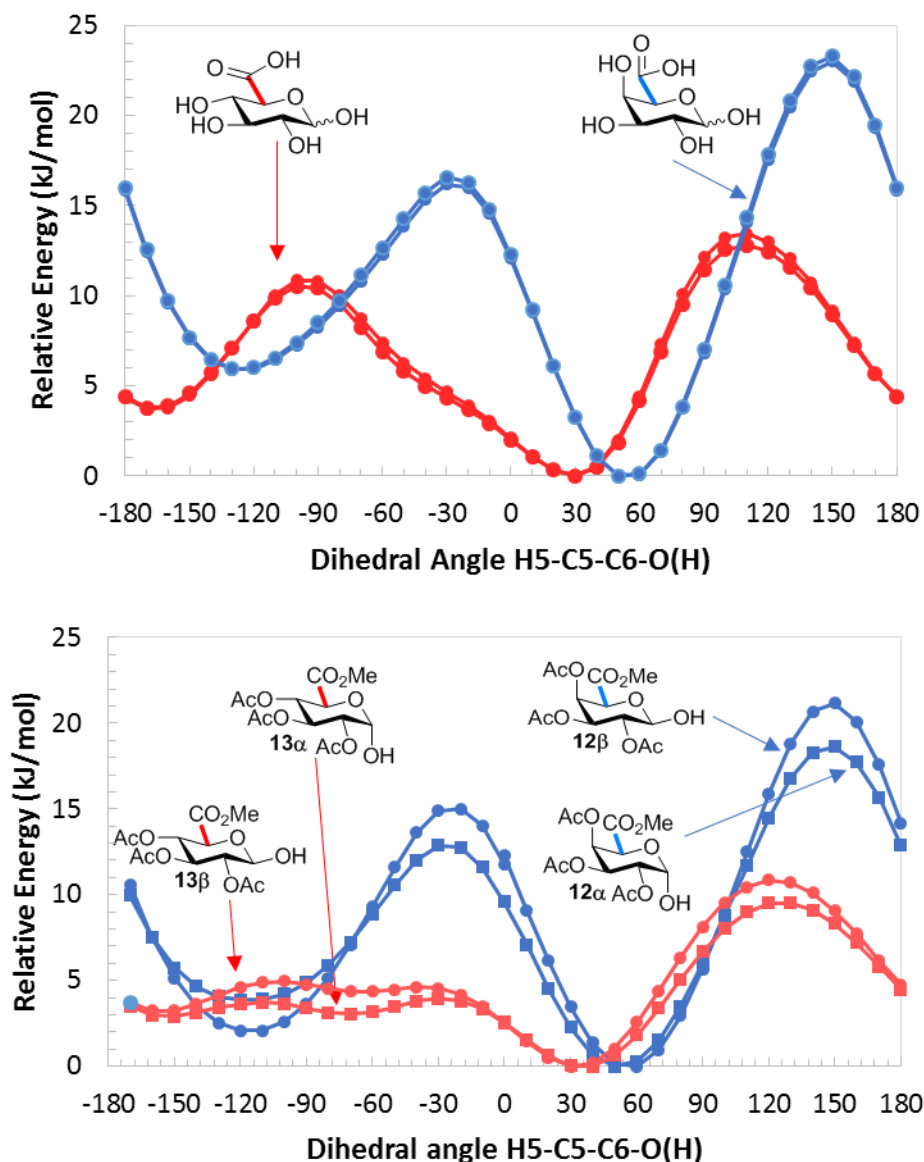 25
20
15
10
5
0
Relative Energy (kJ/mol)
O
OH
HO
HO
O
OH
OH
O
HO
OH
O
HO
OH
OH
-180 -150 -120 -90 -60 -30 0 30 60 90 120 150 180
Dihedral Angle H5-C5-C6-O(H)
25
20
15
10
5
0
Relative Energy (kJ/mol)
CO₂Me
AcO
O
AcO
13α AcO
OH
CO₂Me
AcO
O
AcO
OH
13β
OAc
AcO CO₂Me
O
AcO
OH
12β
OAc
AcO CO₂Me
O
AcO
12α AcO
OH
-180 -150 -120 -90 -60 -30 0 30 60 90 120 150 180
Dihedral angle H5-C5-C6-O(H)